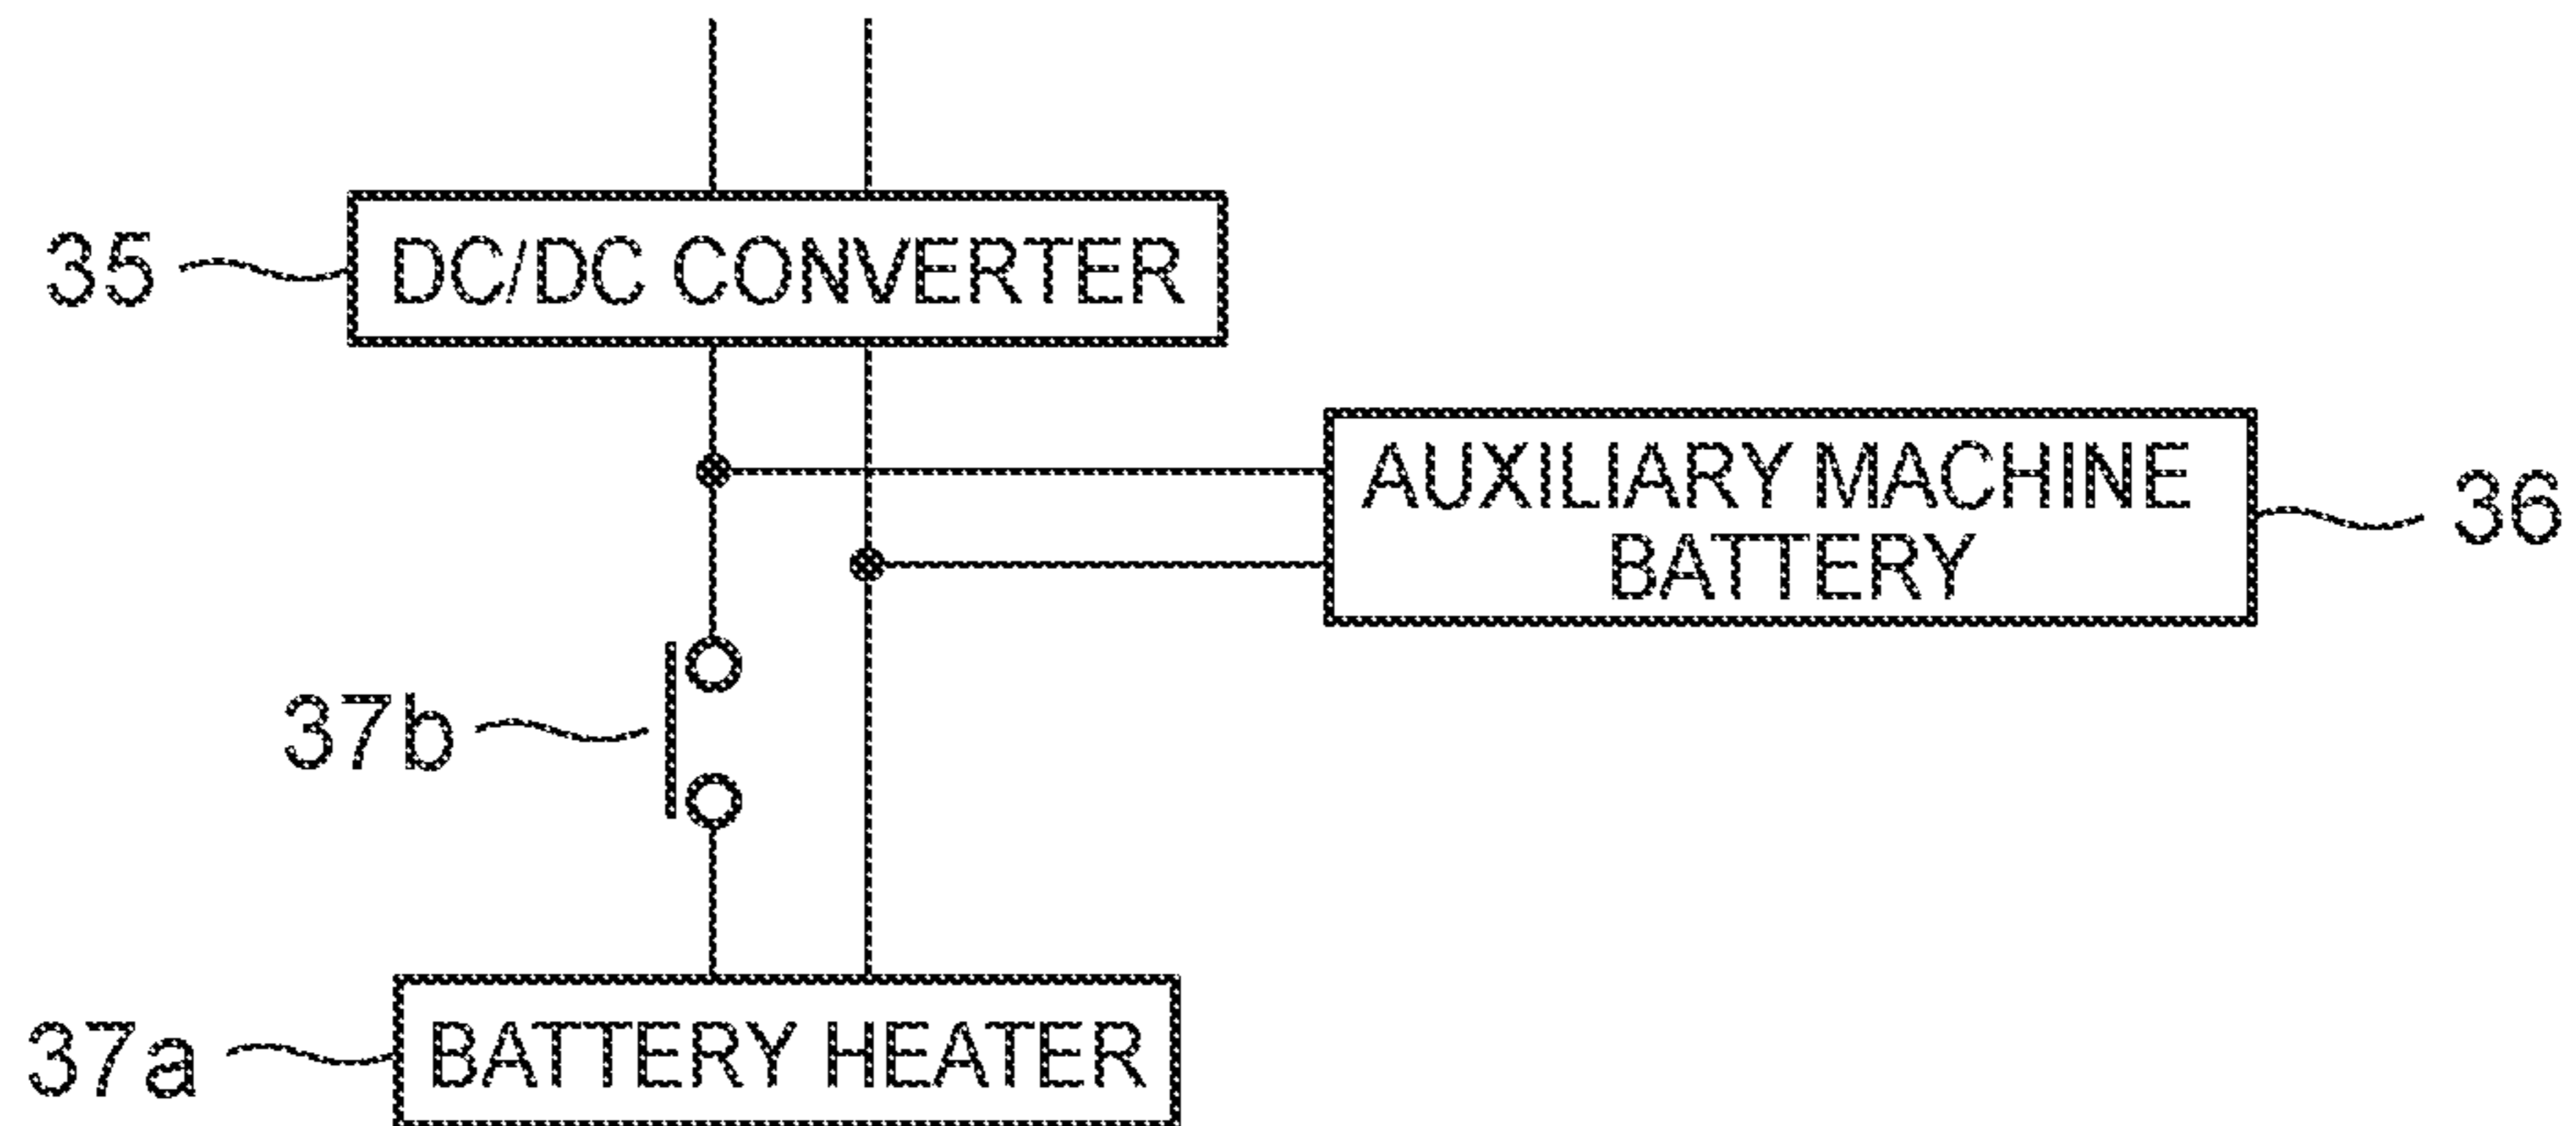 35
DC/DC CONVERTER
AUXILIARY MACHINE
BATTERY
36
37b
37a
BATTERY HEATER